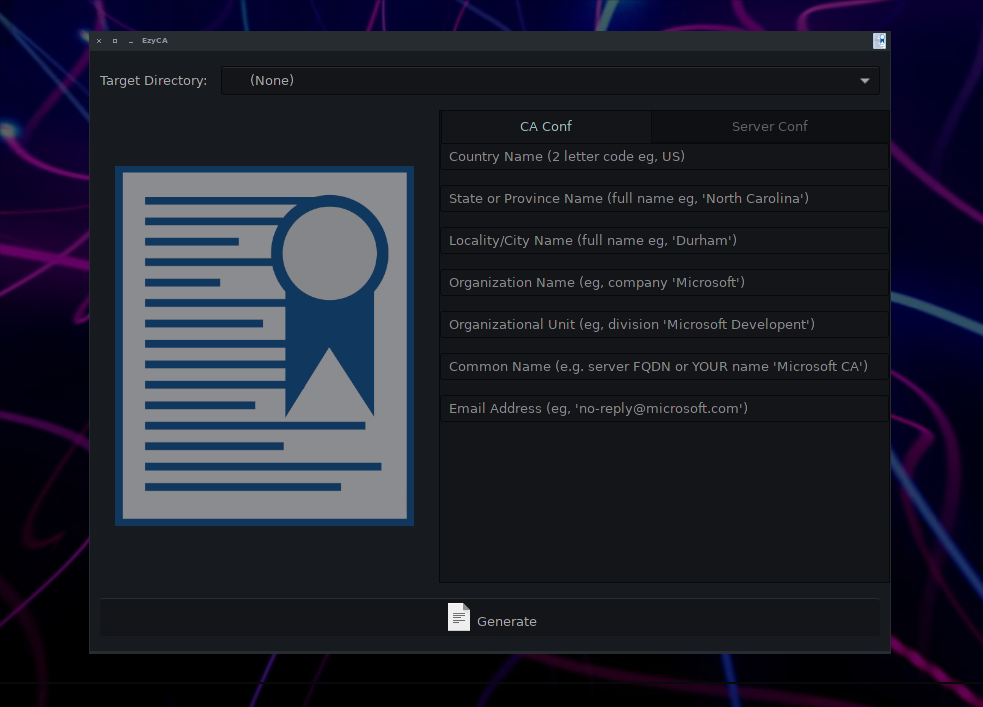 EzyCA
Target Directory: (None)
CA Conf Server Conf
Country Name (2 letter code eg, US)
State or Province Name (full name eg, 'North Carolina')
Locality/City Name (full name eg, 'Durham')
Organization Name (eg, company 'Microsoft')
Organizational Unit (eg, division 'Microsoft Developent')
Common Name (e.g. server FQDN or YOUR name 'Microsoft CA')
Email Address (eg, 'no-reply@microsoft.com')
Generate